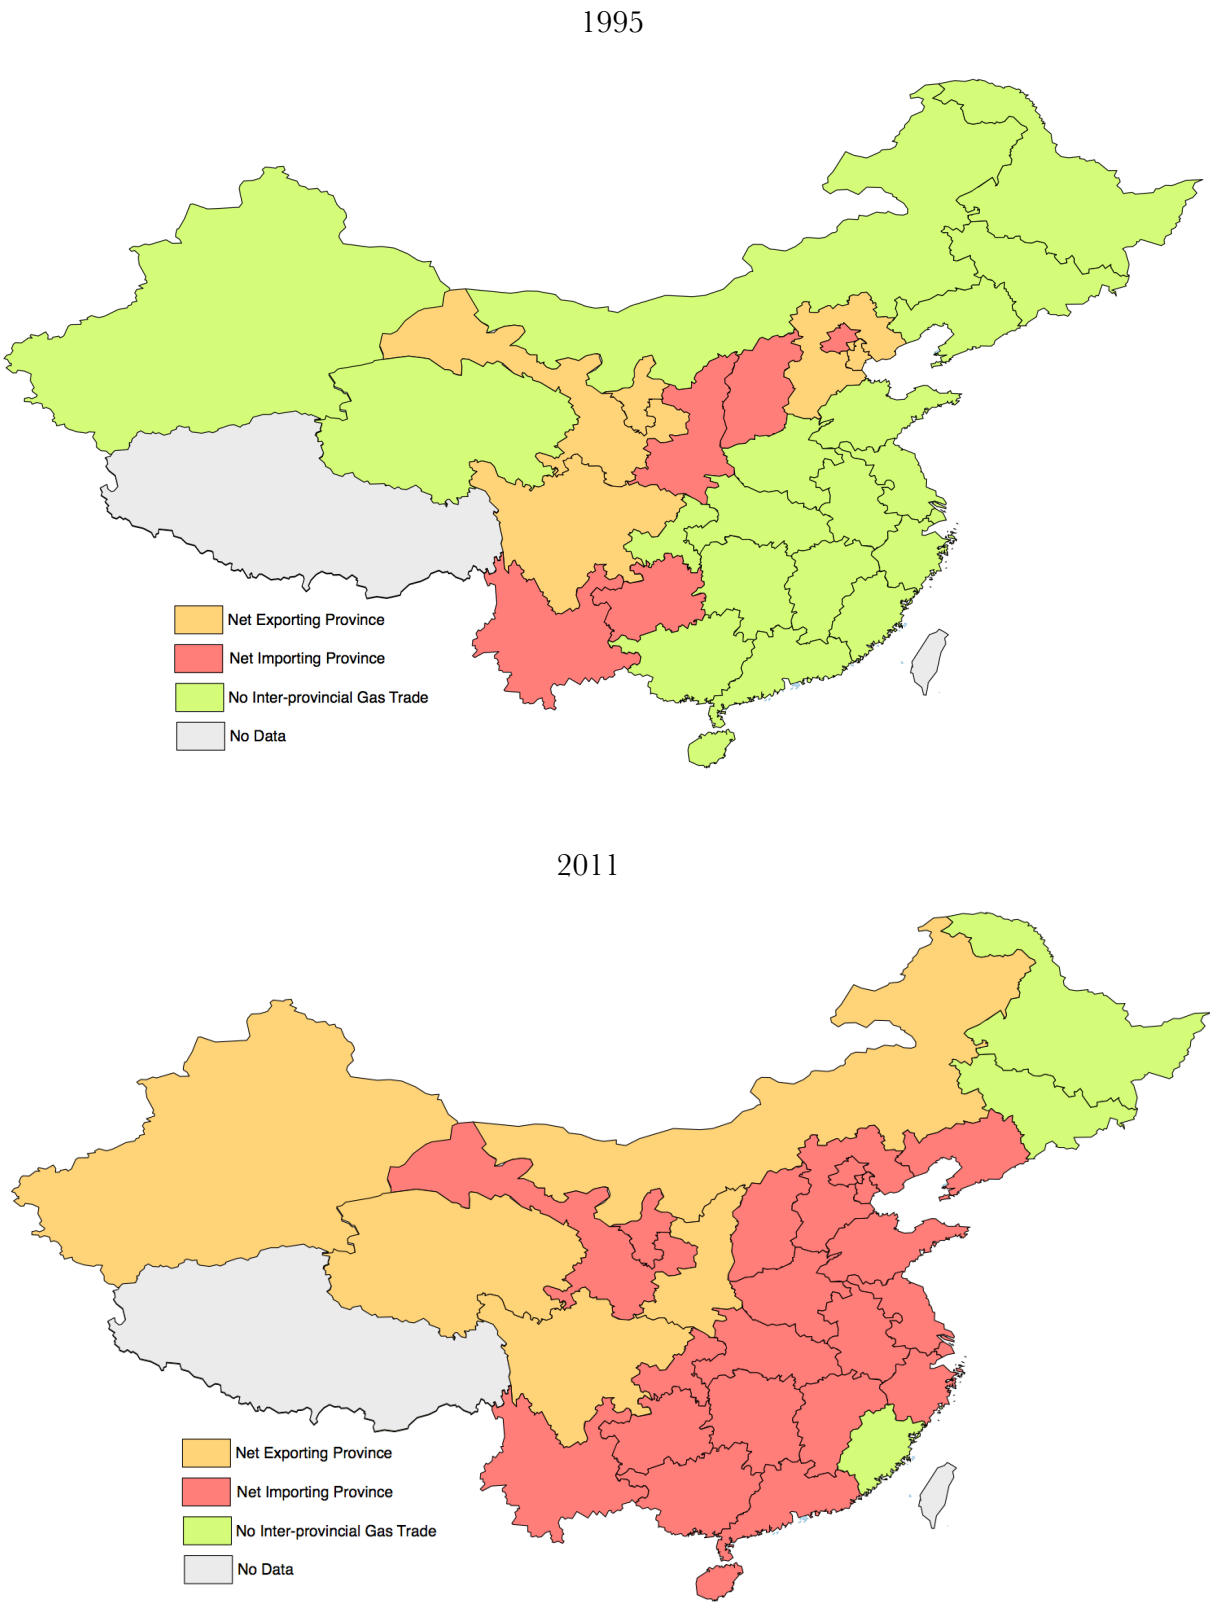 1995
Net Exporting Province
Net Importing Province
No Inter-provincial Gas Trade
No Data
2011
Net Exporting Province
Net Importing Province
No Inter-provincial Gas Trade
No Data